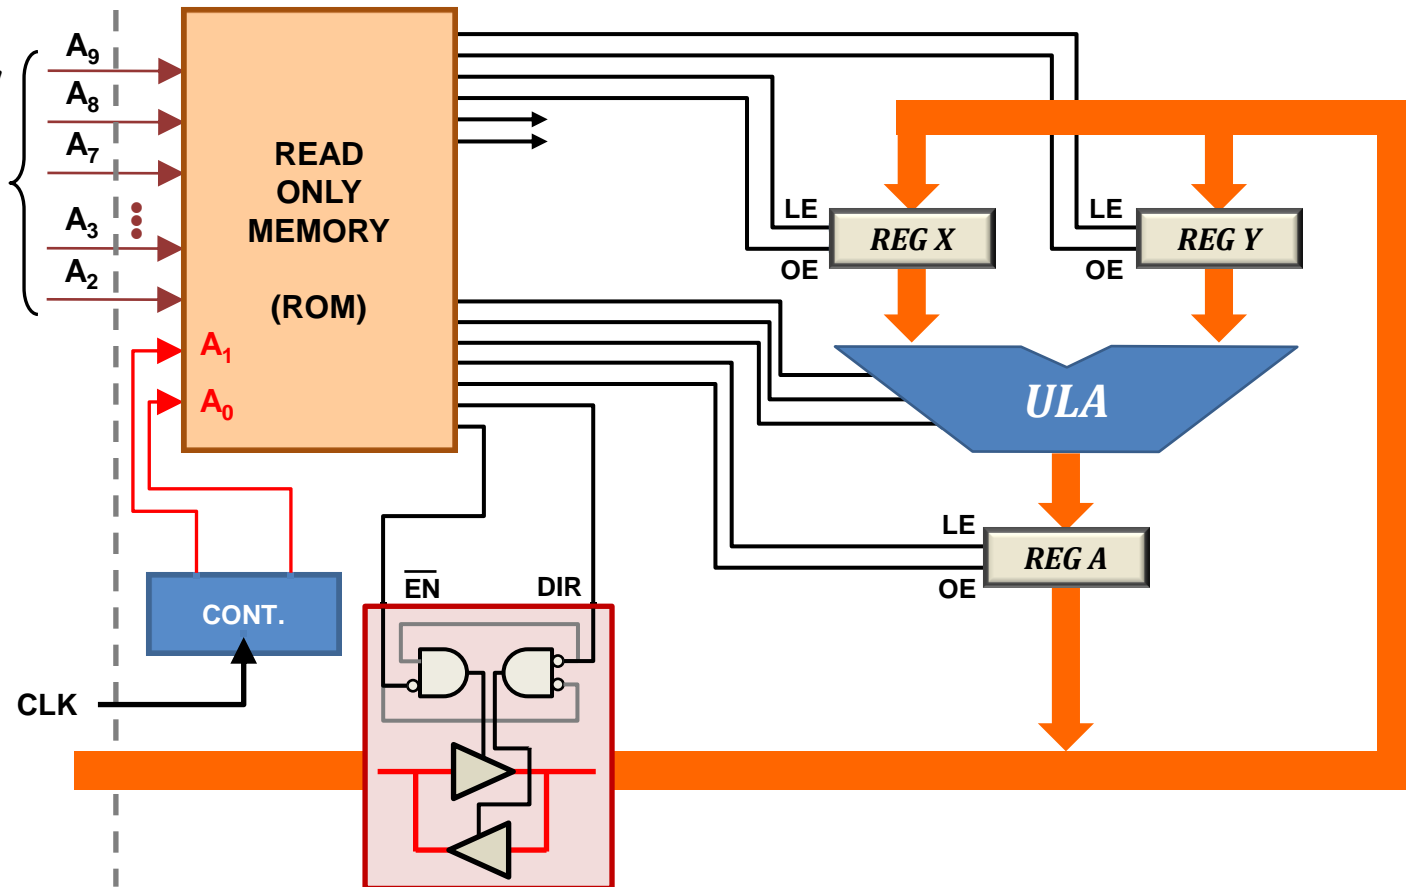 A9
A8
A7
A3
A2
A1
A0
READ
ONLY
MEMORY
(ROM)
LE
REG X
OE
LE
REG Y
OE
ULA
LE
REG A
OE
EN
DIR
CONT.
CLK